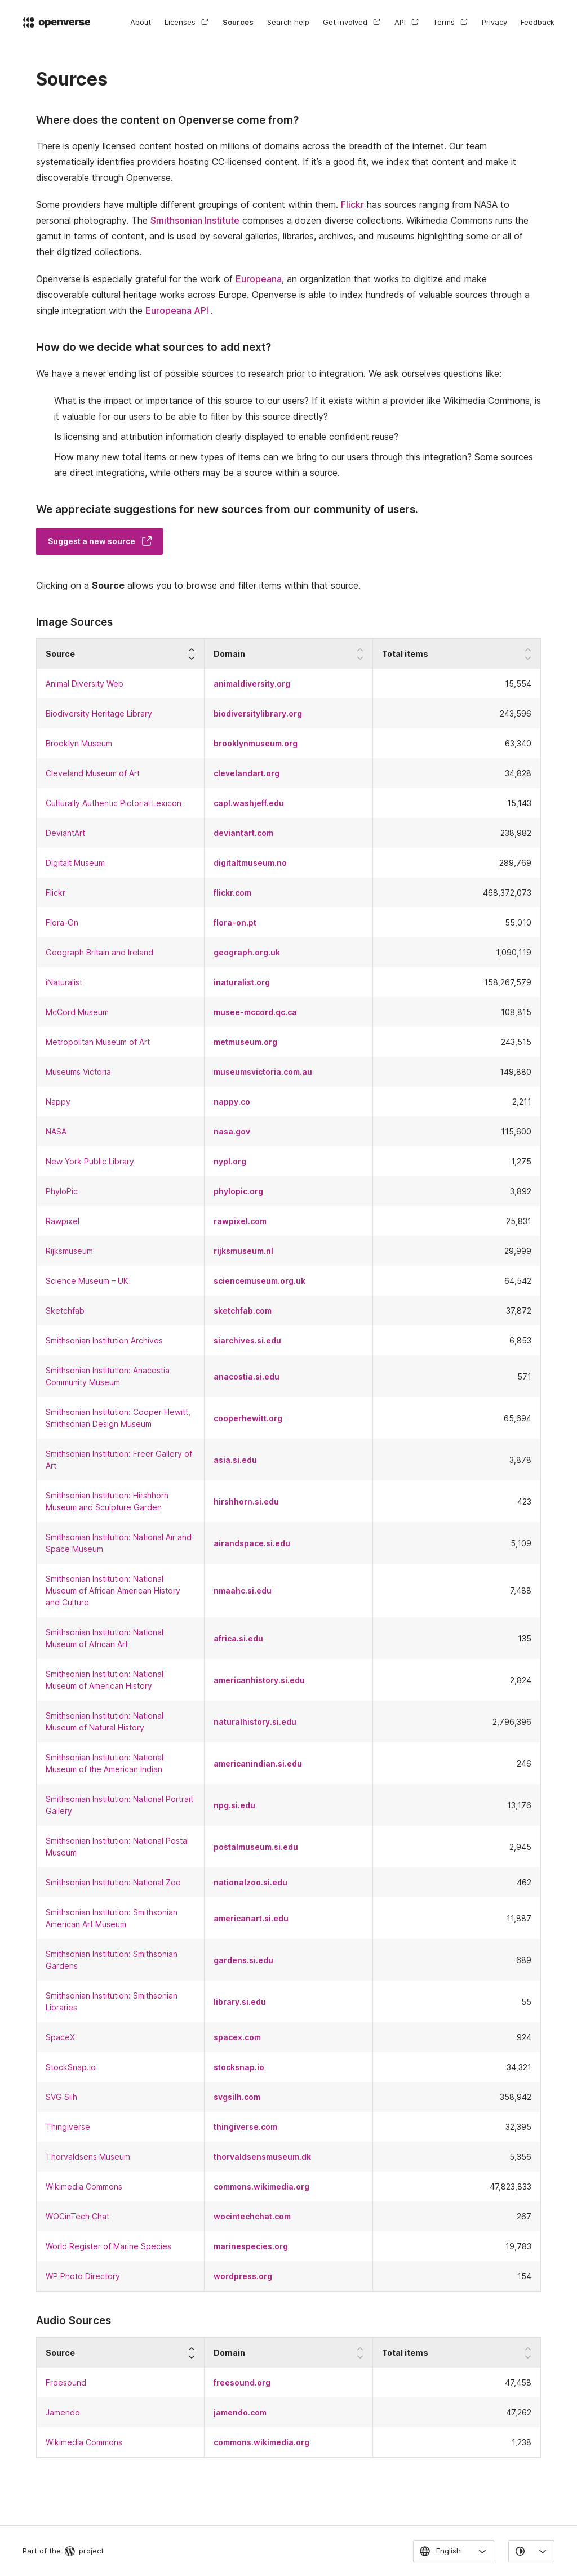 openverse
About
Licenses
Sources
Search help
Get involved
API
Terms
Privacy
Feedback
Sources
Where does the content on Openverse come from?
There is openly licensed content hosted on millions of domains across the breadth of the internet. Our team
systematically identifies providers hosting CC-licensed content. If it's a good fit, we index that content and make it
discoverable through Openverse.
Some providers have multiple different groupings of content within them. Flickr has sources ranging from NASA to
personal photography. The Smithsonian Institute comprises a dozen diverse collections. Wikimedia Commons runs the
gamut in terms of content, and is used by several galleries, libraries, archives, and museums highlighting some or all of
their digitized collections.
Openverse is especially grateful for the work of Europeana, an organization that works to digitize and make
discoverable cultural heritage works across Europe. Openverse is able to index hundreds of valuable sources through a
single integration with the Europeana API .
How do we decide what sources to add next?
We have a never ending list of possible sources to research prior to integration. We ask ourselves questions like:
What is the impact or importance of this source to our users? If it exists within a provider like Wikimedia Commons, is
it valuable for our users to be able to filter by this source directly?
Is licensing and attribution information clearly displayed to enable confident reuse?
How many new total items or new types of items can we bring to our users through this integration? Some sources
are direct integrations, while others may be a source within a source.
We appreciate suggestions for new sources from our community of users.
Suggest a new source
Clicking on a Source allows you to browse and filter items within that source.
Image Sources
Source Domain Total items
Animal Diversity Web animaldiversity.org 15,554
Biodiversity Heritage Library biodiversitylibrary.org 243,596
Brooklyn Museum brooklynmuseum.org 63,340
Cleveland Museum of Art clevelandart.org 34,828
Culturally Authentic Pictorial Lexicon capl.washjeff.edu 15,143
DeviantArt deviantart.com 238,982
Digitalt Museum digitaltmuseum.no 289,769
Flickr flickr.com 468,372,073
Flora-On flora-on.pt 55,010
Geograph Britain and Ireland geograph.org.uk 1,090,119
iNaturalist inaturalist.org 158,267,579
McCord Museum musee-mccord.qc.ca 108,815
Metropolitan Museum of Art metmuseum.org 243,515
Museums Victoria museumsvictoria.com.au 149,880
Nappy nappy.co 2,211
NASA nasa.gov 115,600
New York Public Library nypl.org 1,275
PhyloPic phylopic.org 3,892
Rawpixel rawpixel.com 25,831
Rijksmuseum rijksmuseum.nl 29,999
Science Museum – UK sciencemuseum.org.uk 64,542
Sketchfab sketchfab.com 37,872
Smithsonian Institution Archives siarchives.si.edu 6,853
Smithsonian Institution: Anacostia
Community Museum anacostia.si.edu 571
Smithsonian Institution: Cooper Hewitt,
Smithsonian Design Museum cooperhewitt.org 65,694
Smithsonian Institution: Freer Gallery of
Art asia.si.edu 3,878
Smithsonian Institution: Hirshhorn
Museum and Sculpture Garden hirshhorn.si.edu 423
Smithsonian Institution: National Air and
Space Museum airandspace.si.edu 5,109
Smithsonian Institution: National
Museum of African American History
and Culture nmaahc.si.edu 7,488
Smithsonian Institution: National
Museum of African Art africa.si.edu 135
Smithsonian Institution: National
Museum of American History americanhistory.si.edu 2,824
Smithsonian Institution: National
Museum of Natural History naturalhistory.si.edu 2,796,396
Smithsonian Institution: National
Museum of the American Indian americanindian.si.edu 246
Smithsonian Institution: National Portrait
Gallery npg.si.edu 13,176
Smithsonian Institution: National Postal
Museum postalmuseum.si.edu 2,945
Smithsonian Institution: National Zoo nationalzoo.si.edu 462
Smithsonian Institution: Smithsonian
American Art Museum americanart.si.edu 11,887
Smithsonian Institution: Smithsonian
Gardens gardens.si.edu 689
Smithsonian Institution: Smithsonian
Libraries library.si.edu 55
SpaceX spacex.com 924
StockSnap.io stocksnap.io 34,321
SVG Silh svgsilh.com 358,942
Thingiverse thingiverse.com 32,395
Thorvaldsens Museum thorvaldsensmuseum.dk 5,356
Wikimedia Commons commons.wikimedia.org 47,823,833
WOCinTech Chat wocintechchat.com 267
World Register of Marine Species marinespecies.org 19,783
WP Photo Directory wordpress.org 154
Audio Sources
Source Domain Total items
Freesound freesound.org 47,458
Jamendo jamendo.com 47,262
Wikimedia Commons commons.wikimedia.org 1,238
Part of the project
English